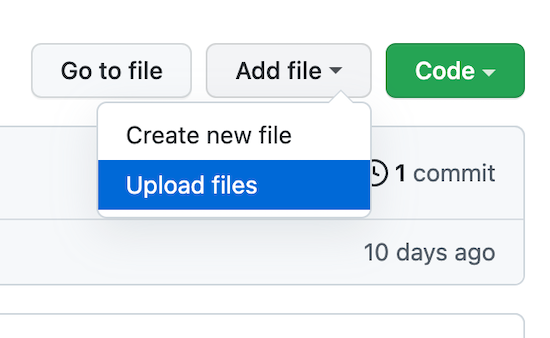 Go to file Add file Code
Create new file
Upload files
1 commit
10 days ago